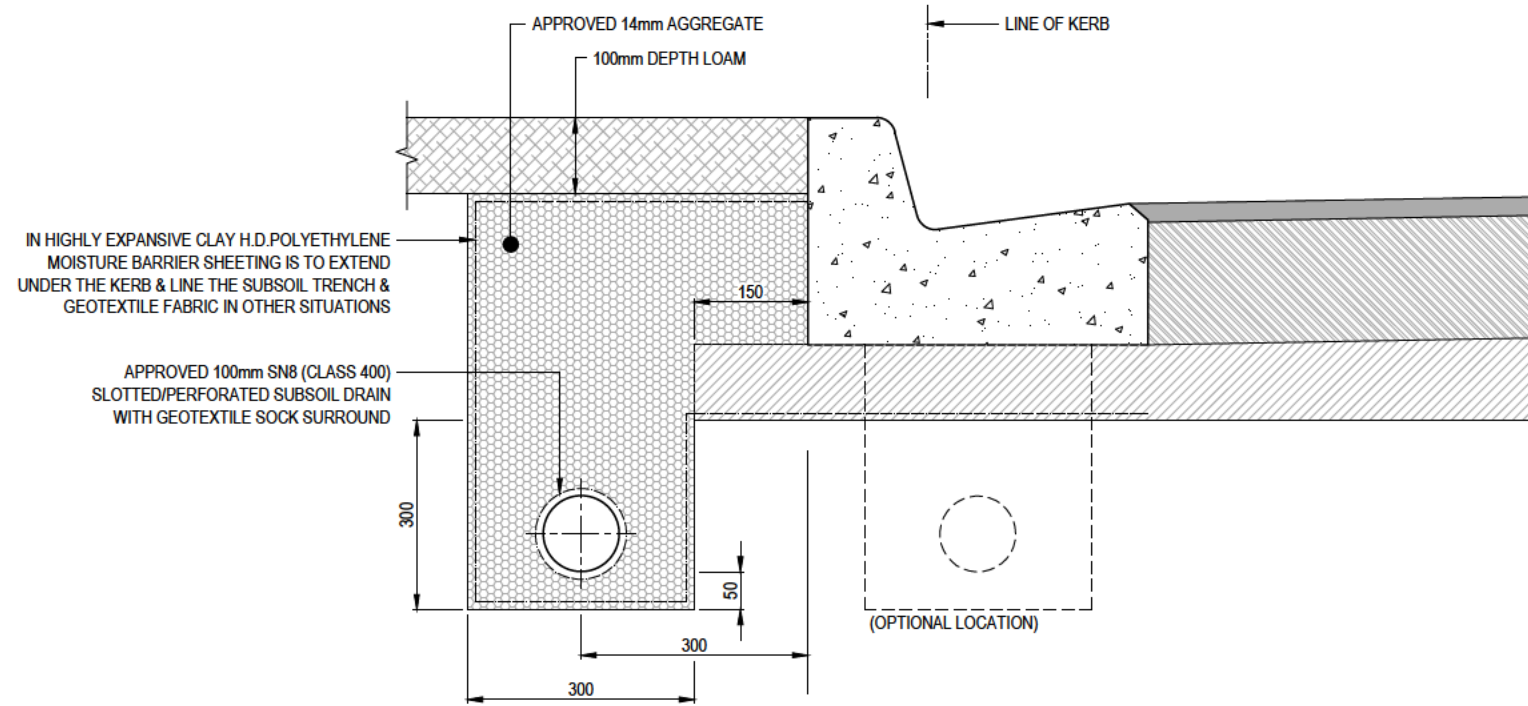 APPROVED 14mm AGGREGATE
LINE OF KERB
100mm DEPTH LOAM
IN HIGHLY EXPANSIVE CLAY H.D.POLYETHYLENE
MOISTURE BARRIER SHEETING IS TO EXTEND
UNDER THE KERB & LINE THE SUBSOIL TRENCH &
GEOTEXTILE FABRIC IN OTHER SITUATIONS
150
APPROVED 100mm SN8 (CLASS 400)
SLOTTED/PERFORATED SUBSOIL DRAIN
WITH GEOTEXTILE SOCK SURROUND
300
50
(OPTIONAL LOCATION)
300
300